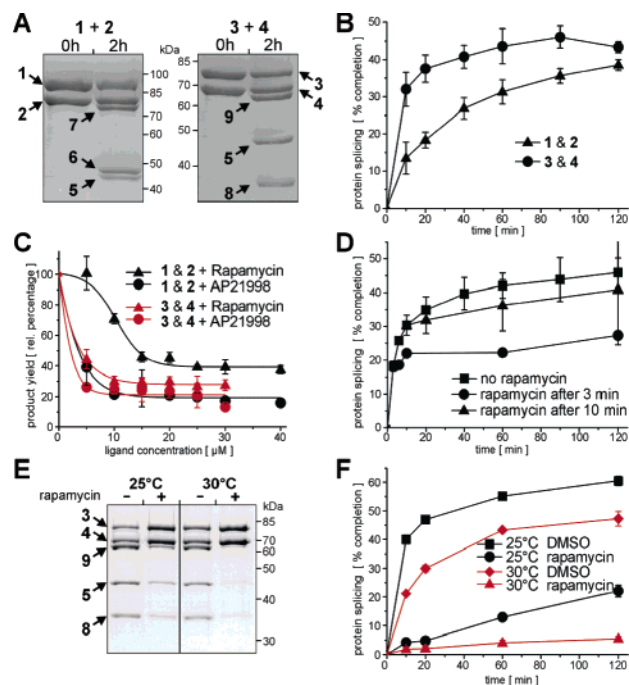 A
1 + 2
0h 2h
kDa
1
2
7
6
5
100
85
70
60
50
40
3 + 4
0h 2h
kDa
85
70
60
50
40
3
4
9
5
8
B
protein splicing [ % completion ]
50
40
30
20
10
0
1 & 2
3 & 4
0 20 40 60 80 100 120
time [ min ]
C
product yield [ rel. percentage ]
100
80
60
40
20
0
1 & 2 + Rapamycin
1 & 2 + AP21998
3 & 4 + Rapamycin
3 & 4 + AP21998
0 10 20 30 40
ligand concentration [ µM ]
D
protein splicing [ % completion ]
50
40
30
20
10
0
no rapamycin
rapamycin after 3 min
rapamycin after 10 min
0 20 40 60 80 100 120
time [ min ]
E
25°C 30°C
rapamycin − + − +
kDa
3
4
9
5
8
85
70
60
50
40
30
F
protein splicing [ % completion ]
60
50
40
30
20
10
0
25°C DMSO
25°C rapamycin
30°C DMSO
30°C rapamycin
0 20 40 60 80 100 120
time [ min ]